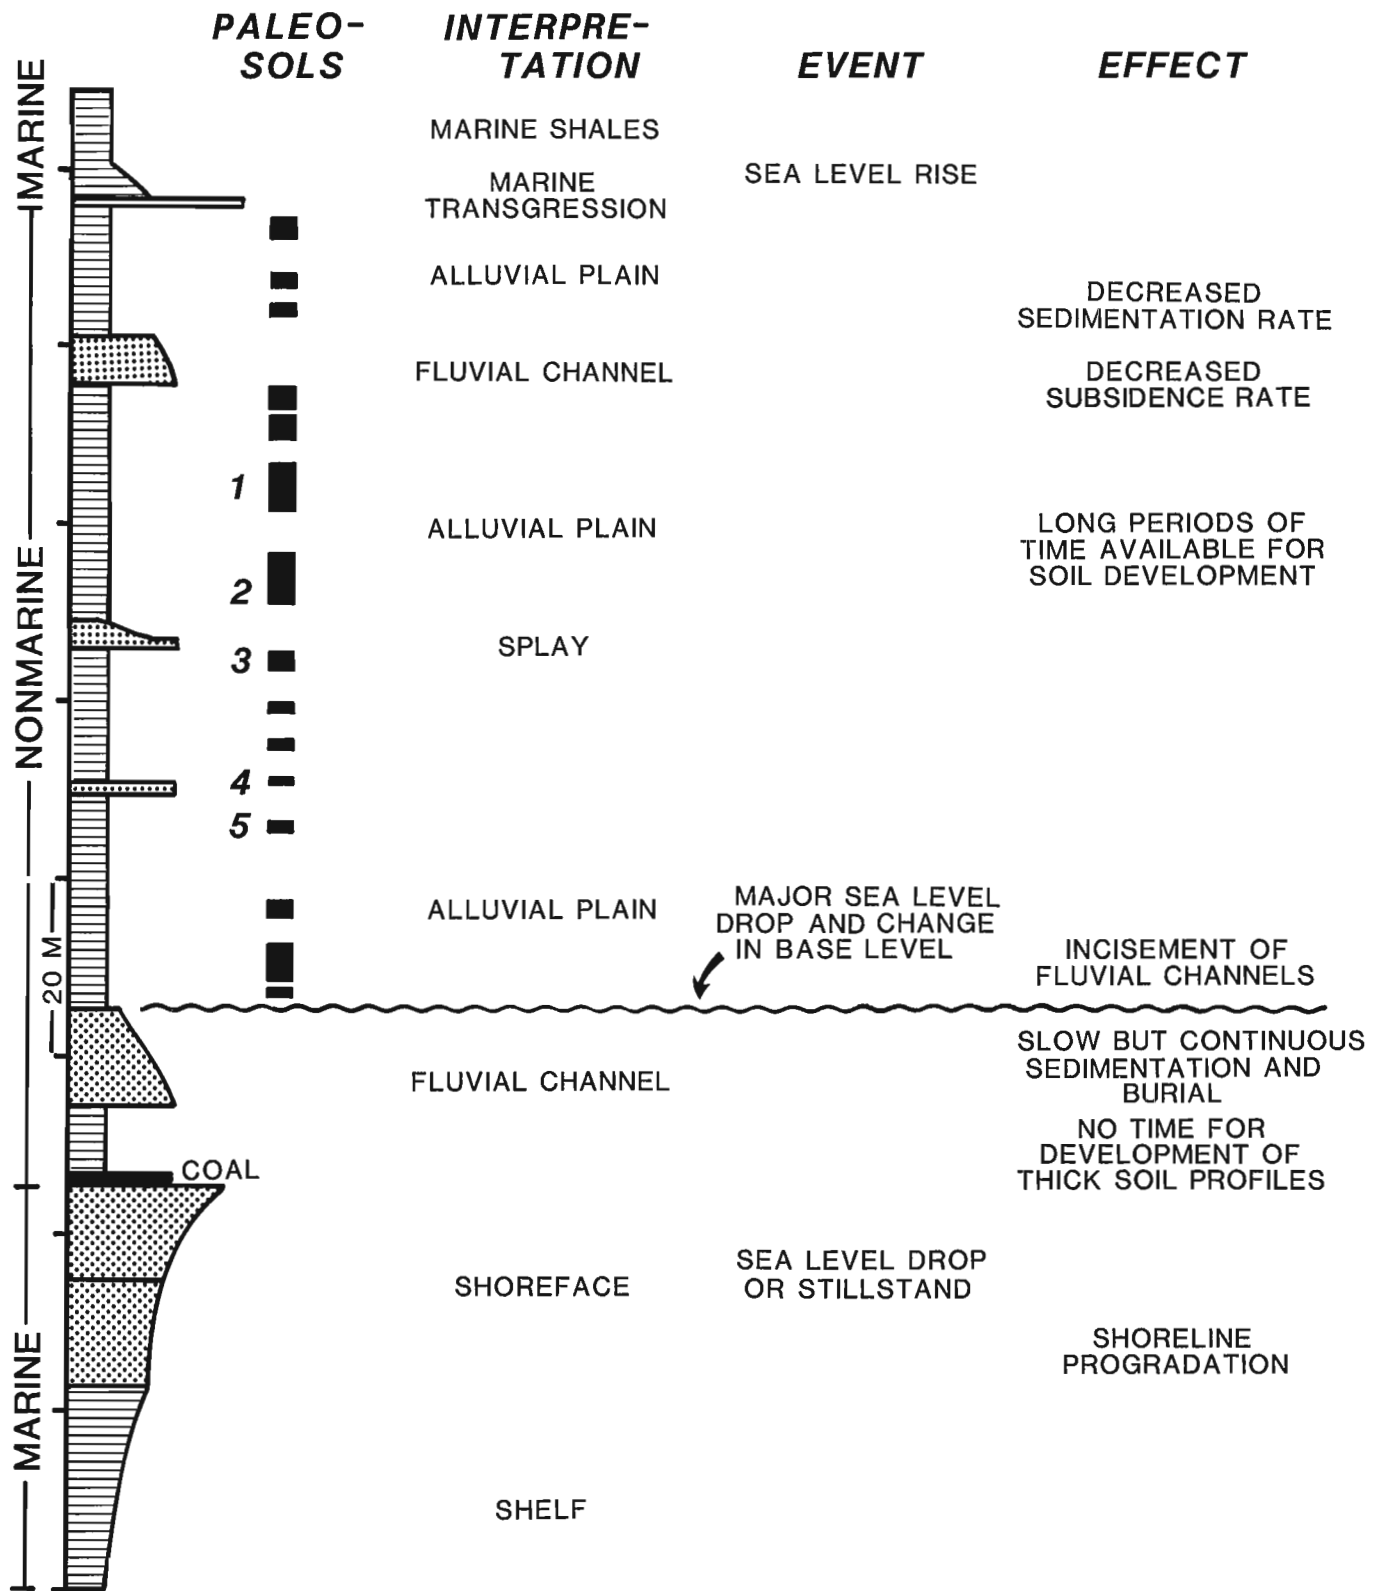 PALEO-
SOLS
INTERPRE-
TATION
EVENT
EFFECT
MARINE
MARINE SHALES
SEA LEVEL RISE
MARINE
TRANSGRESSION
ALLUVIAL PLAIN
DECREASED
SEDIMENTATION RATE
FLUVIAL CHANNEL
DECREASED
SUBSIDENCE RATE
1
ALLUVIAL PLAIN
LONG PERIODS OF
TIME AVAILABLE FOR
SOIL DEVELOPMENT
2
NONMARINE
3
SPLAY
4
5
ALLUVIAL PLAIN
MAJOR SEA LEVEL
DROP AND CHANGE
IN BASE LEVEL
INCISEMENT OF
FLUVIAL CHANNELS
20 M
FLUVIAL CHANNEL
SLOW BUT CONTINUOUS
SEDIMENTATION AND
BURIAL
NO TIME FOR
DEVELOPMENT OF
THICK SOIL PROFILES
COAL
SHOREFACE
SEA LEVEL DROP
OR STILLSTAND
SHORELINE
PROGRADATION
MARINE
SHELF